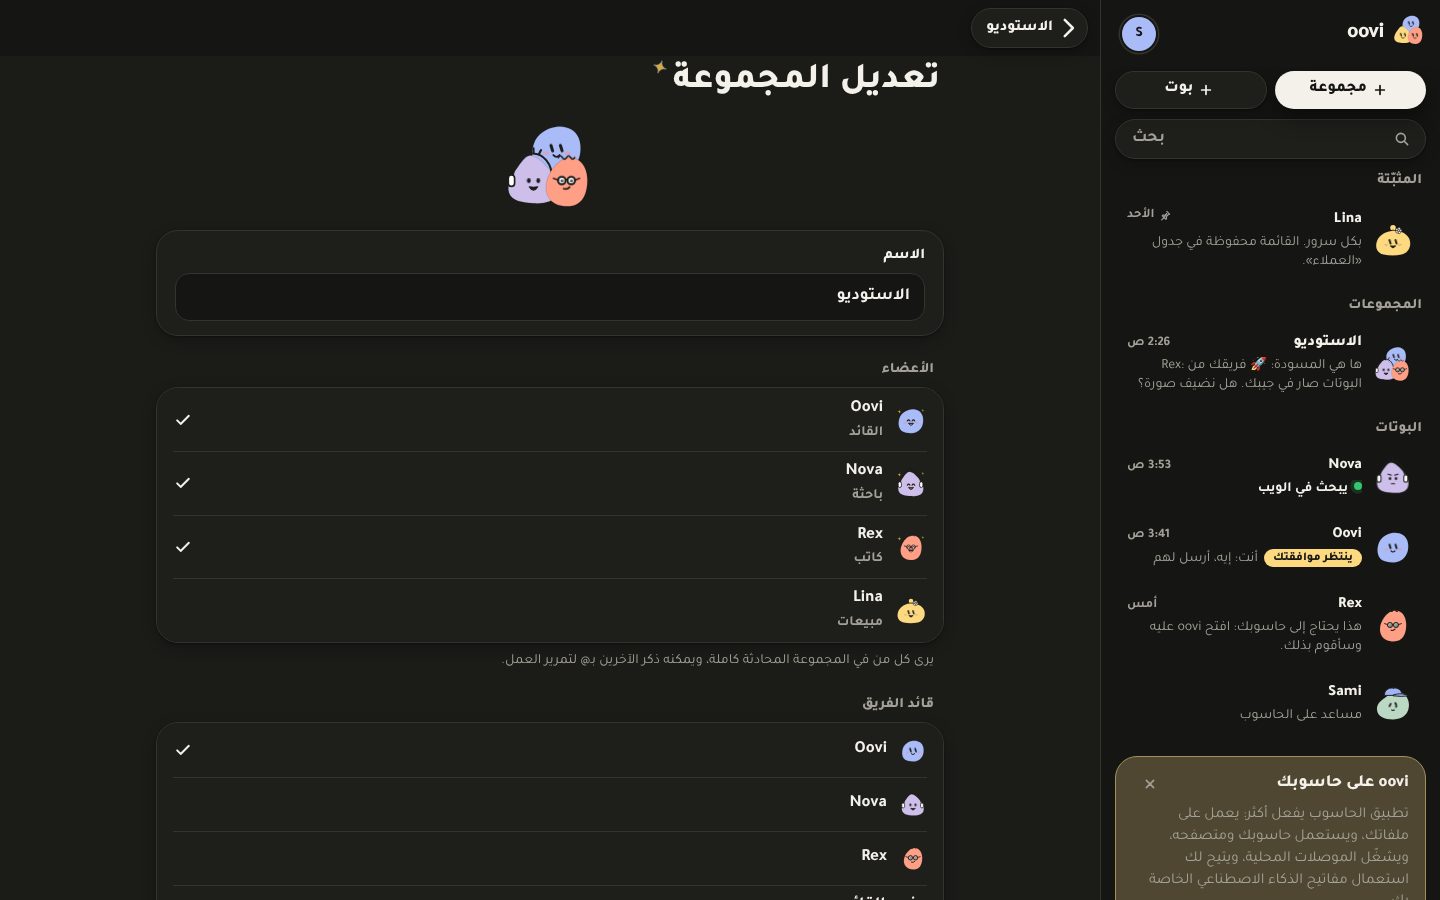 oovi
S
+ مجموعة
+ بوت
بحث
المثبّتة
Lina
الأحد
بكل سرور. القائمة محفوظة في جدول
«العملاء».
المجموعات
الاستوديو
2:26 ص
Rex: ها هي المسودة: 🚀 فريقك من
البوتات صار في جيبك. هل نضيف صورة؟
البوتات
Nova
3:53 ص
يبحث في الويب
Oovi
3:41 ص
ينتظر موافقتك
أنت: إيه، أرسل لهم
Rex
أمس
هذا يحتاج إلى حاسوبك: افتح oovi عليه
وسأقوم بذلك.
Sami
مساعد على الحاسوب
oovi على حاسوبك
تطبيق الحاسوب يفعل أكثر: يعمل على
ملفاتك، ويستعمل حاسوبك ومتصفحه،
ويشغّل الموصلات المحلية، ويتيح لك
استعمال مفاتيح الذكاء الاصطناعي الخاصة
الاستوديو
تعديل المجموعة
الاسم
الاستوديو
الأعضاء
Oovi
القائد
Nova
باحثة
Rex
كاتب
Lina
مبيعات
يرى كل من في المجموعة المحادثة كاملة، ويمكنه ذكر الآخرين بـ@ لتمرير العمل.
قائد الفريق
Oovi
Nova
Rex